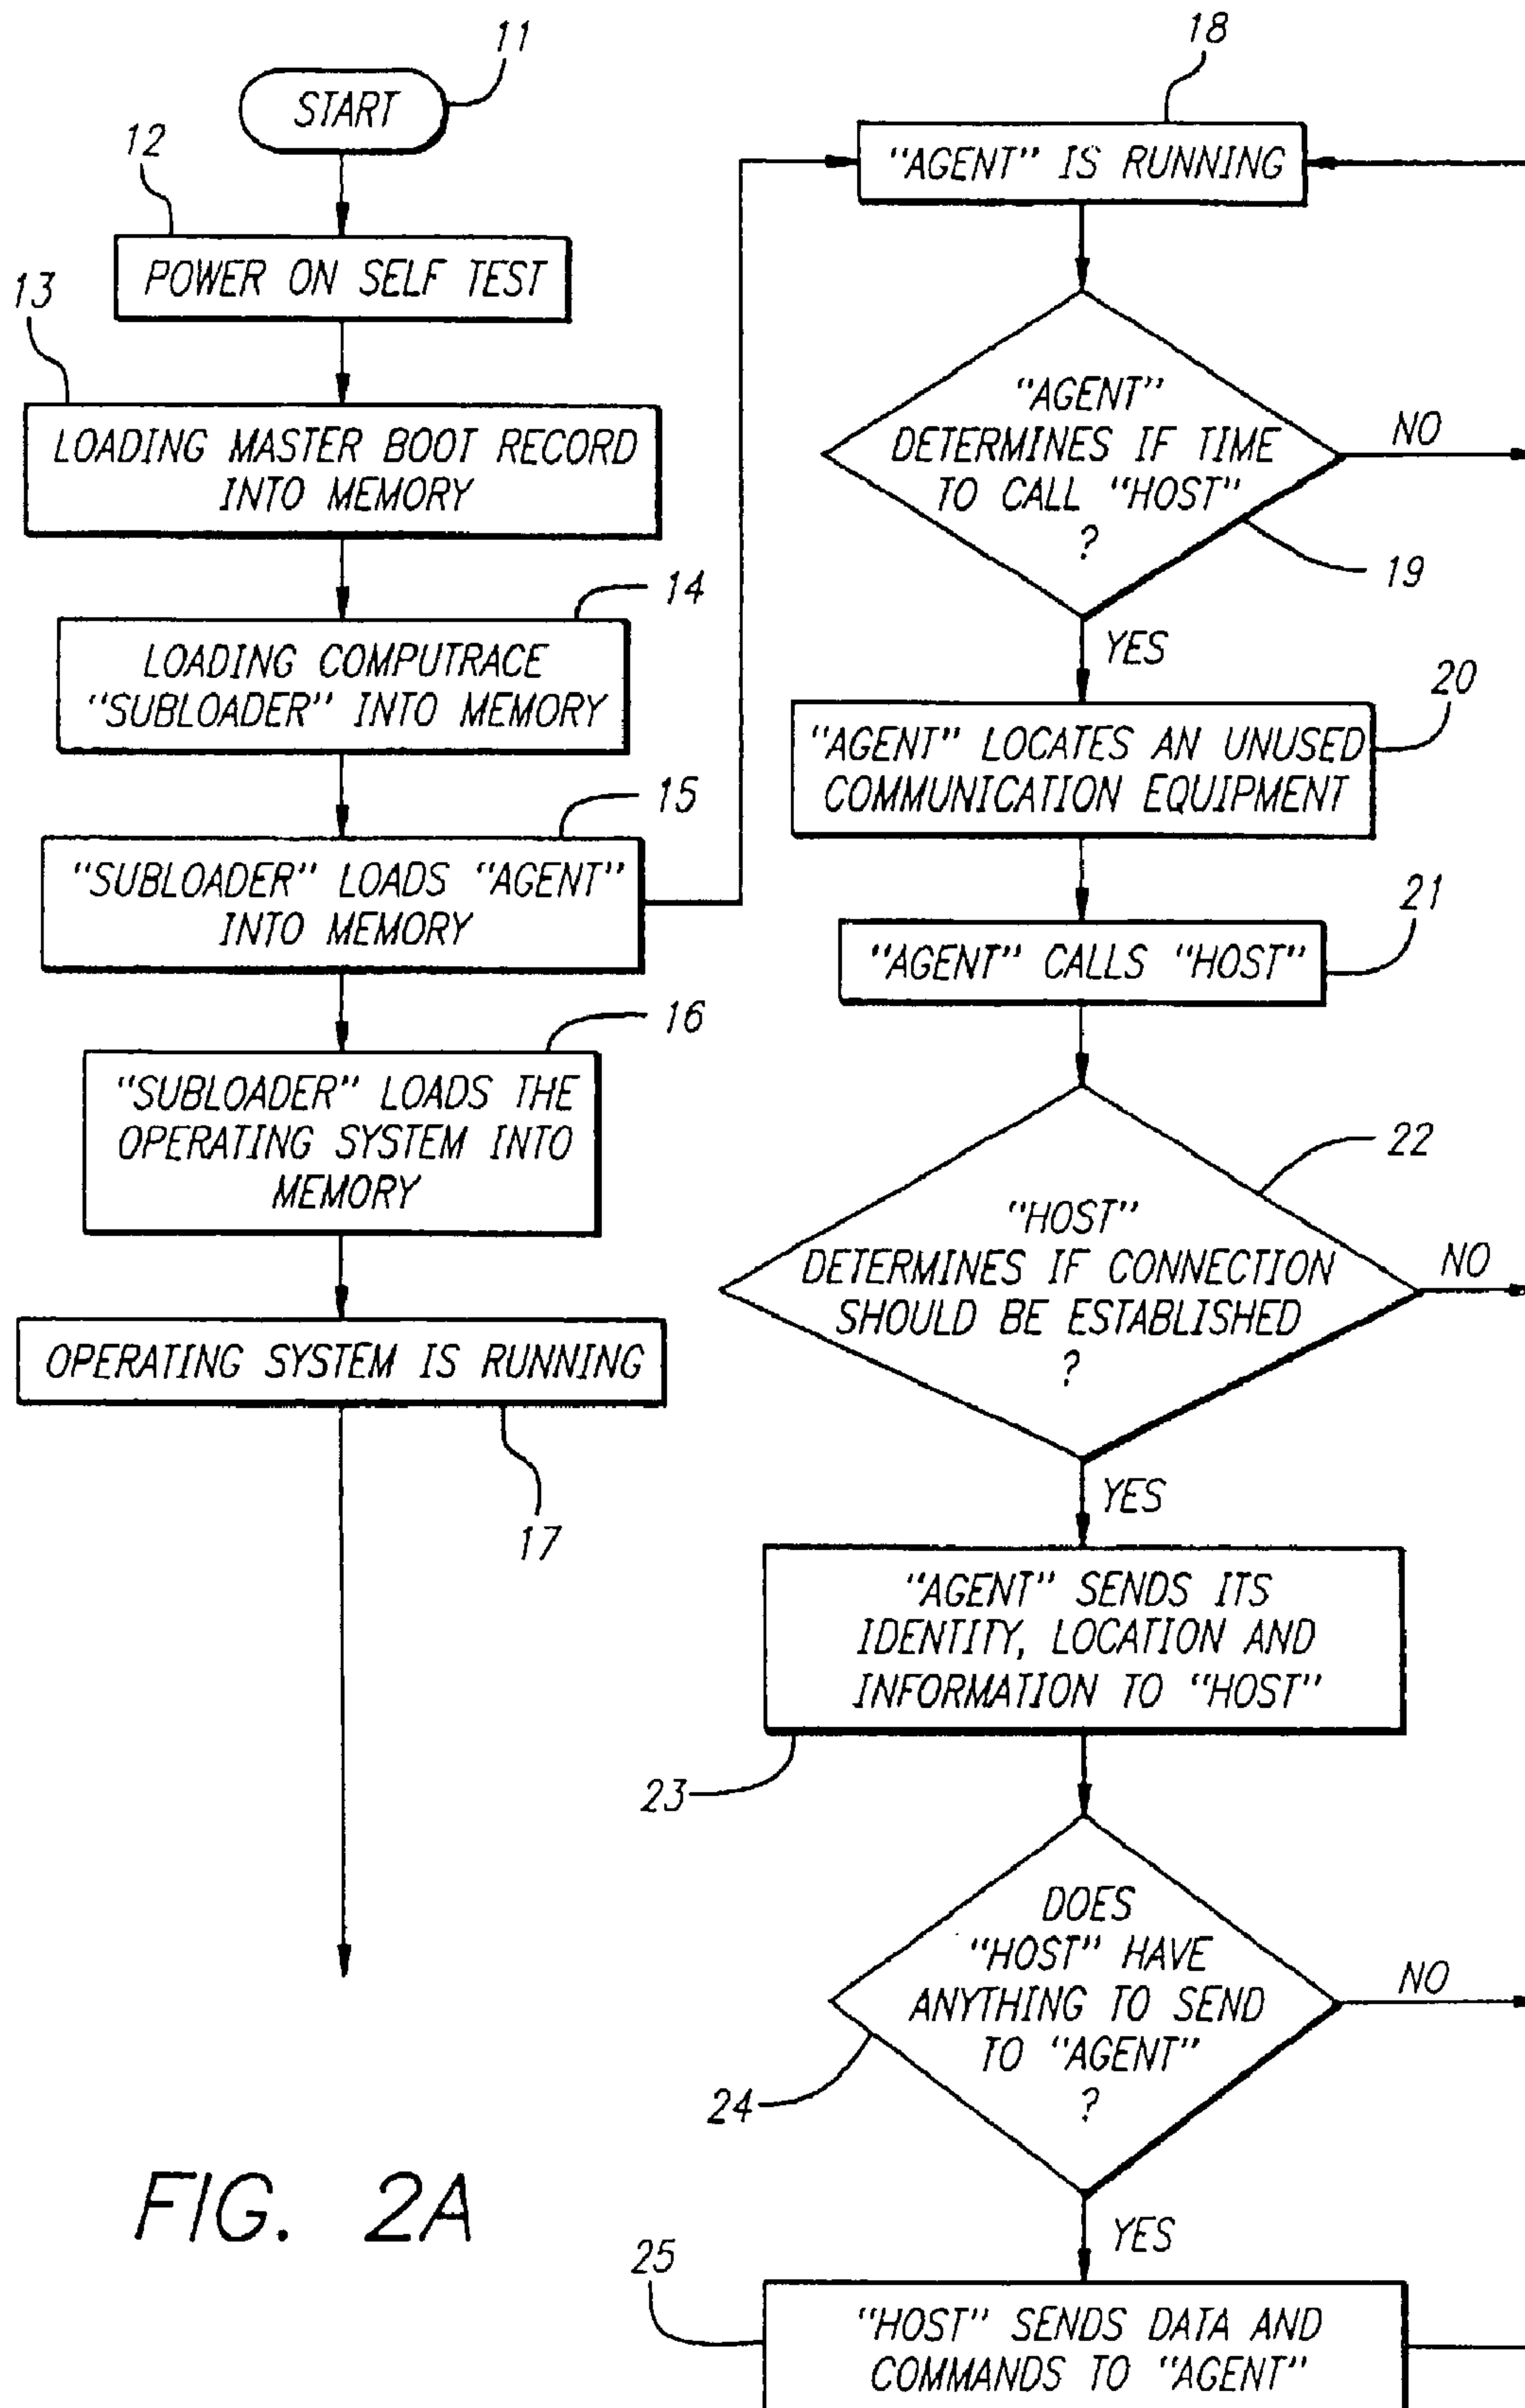 11
START
12
POWER ON SELF TEST
13
LOADING MASTER BOOT RECORD
INTO MEMORY
14
LOADING COMPUTRACE
"SUBLOADER" INTO MEMORY
15
"SUBLOADER" LOADS "AGENT"
INTO MEMORY
16
"SUBLOADER" LOADS THE
OPERATING SYSTEM INTO
MEMORY
OPERATING SYSTEM IS RUNNING
17
18
"AGENT" IS RUNNING
"AGENT"
DETERMINES IF TIME
TO CALL "HOST"
?
NO
19
YES
20
"AGENT" LOCATES AN UNUSED
COMMUNICATION EQUIPMENT
21
"AGENT" CALLS "HOST"
22
"HOST"
DETERMINES IF CONNECTION
SHOULD BE ESTABLISHED
?
NO
YES
"AGENT" SENDS ITS
IDENTITY, LOCATION AND
INFORMATION TO "HOST"
23
DOES
"HOST" HAVE
ANYTHING TO SEND
TO "AGENT"
?
NO
24
YES
25
"HOST" SENDS DATA AND
COMMANDS TO "AGENT"
FIG. 2A